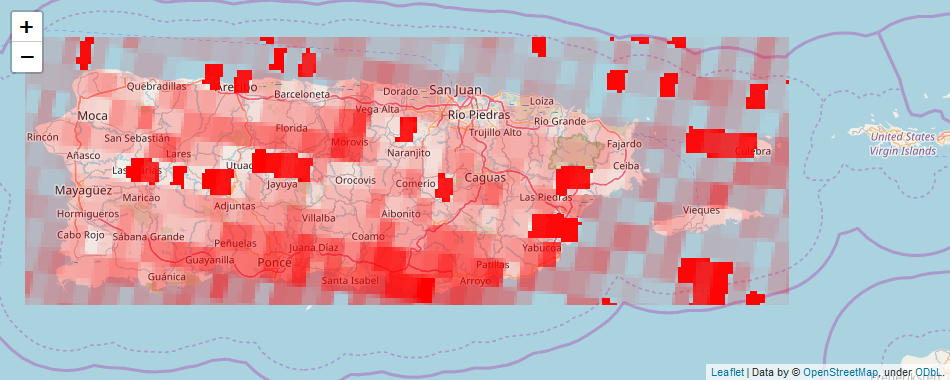 +
−
Quebradillas
Arecibo
Barceloneta
Dorado
San Juan
Loíza
Moca
Vega Alta
Río Piedras
Río Grande
Rincón
San Sebastián
Florida
Morovis
Trujillo Alto
Fajardo
United States
Virgin Islands
Añasco
Lares
Naranjito
Culebra
Las Marías
Utuado
Ceiba
Mayagüez
Maricao
Jayuya
Orocovis
Comerío
Caguas
Las Piedras
Hormigueros
Adjuntas
Villalba
Aibonito
Vieques
Cabo Rojo
Sábana Grande
Peñuelas
Juana Díaz
Coamo
Yabucoa
Guánica
Guayanilla
Ponce
Santa Isabel
Patillas
Arroyo
Leaflet | Data by © OpenStreetMap, under ODbL.